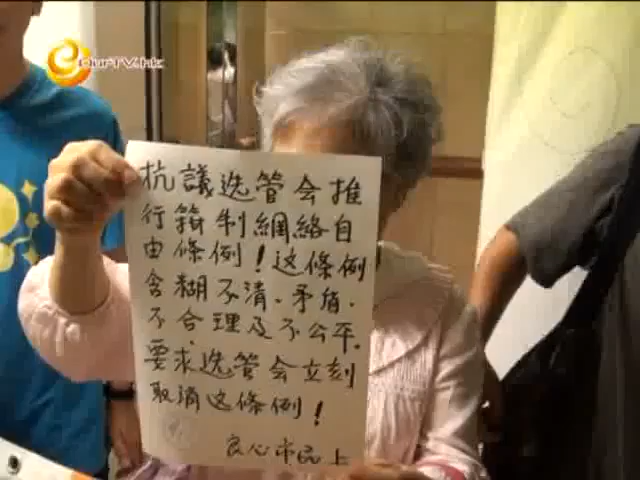 OurTV.hk
抗議选管会推
行箝制網絡自
由條例！这條例
含糊不清、矛盾、
不合理及不公平。
要求选管会立刻
取消这條例！
良心市民上